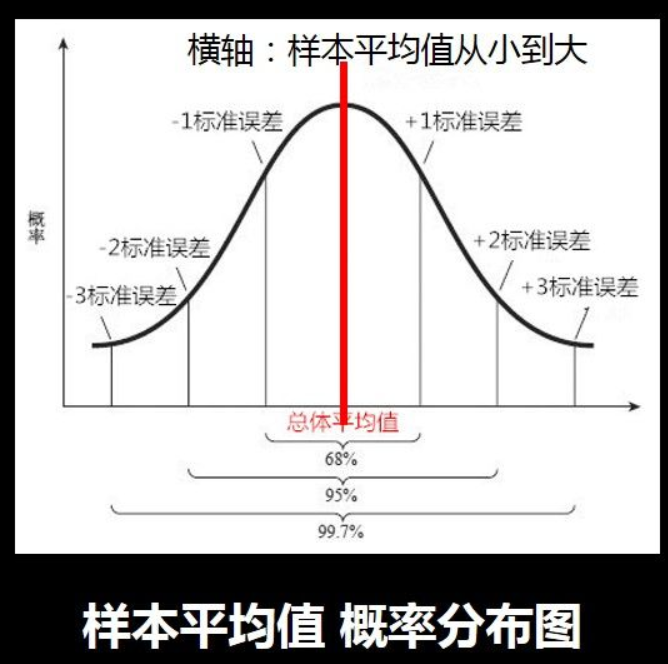 横轴：样本平均值从小到大
-1标准误差
+1标准误差
概率
-2标准误差
+2标准误差
-3标准误差
+3标准误差
总体平均值
68%
95%
99.7%
样本平均值 概率分布图